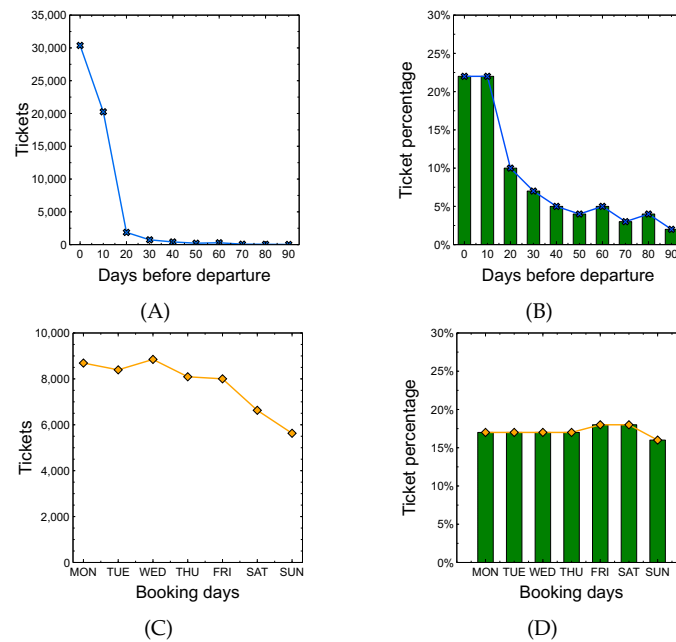 35,000
30,000
25,000
20,000
15,000
10,000
5,000
0
Tickets
0 10 20 30 40 50 60 70 80 90
Days before departure
(A)
30%
25%
20%
15%
10%
5%
0%
Ticket percentage
0 10 20 30 40 50 60 70 80 90
Days before departure
(B)
10,000
8,000
6,000
4,000
2,000
0
Tickets
MON TUE WED THU FRI SAT SUN
Booking days
(C)
30%
25%
20%
15%
10%
5%
0%
Ticket percentage
MON TUE WED THU FRI SAT SUN
Booking days
(D)